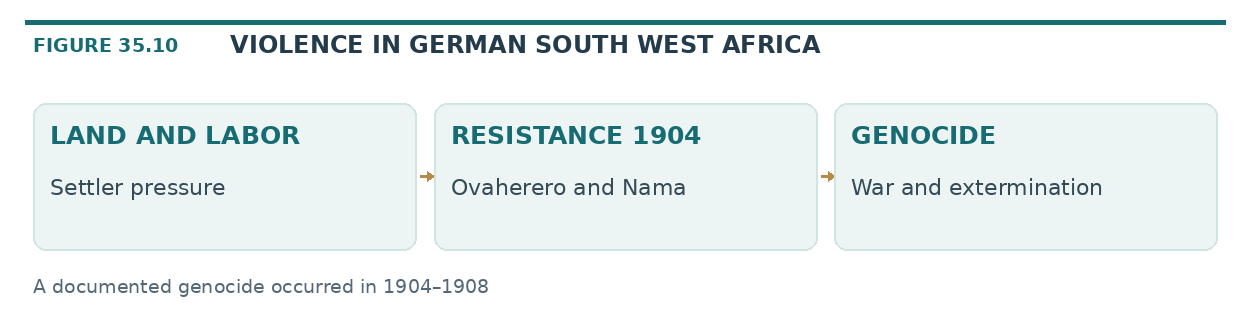 FIGURE 35.10 VIOLENCE IN GERMAN SOUTH WEST AFRICA
LAND AND LABOR
Settler pressure
RESISTANCE 1904
Ovaherero and Nama
GENOCIDE
War and extermination
A documented genocide occurred in 1904–1908